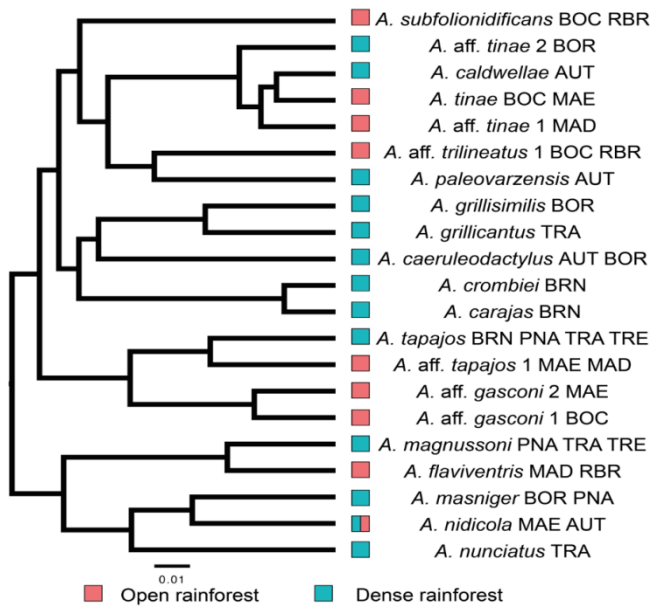 A. subfolionidificans BOC RBR
A. aff. tinae 2 BOR
A. caldwellae AUT
A. tinae BOC MAE
A. aff. tinae 1 MAD
A. aff. trilineatus 1 BOC RBR
A. paleovarzensis AUT
A. grillisimilis BOR
A. grillicantus TRA
A. caeruleodactylus AUT BOR
A. crombiei BRN
A. carajas BRN
A. tapajos BRN PNA TRA TRE
A. aff. tapajos 1 MAE MAD
A. aff. gasconi 2 MAE
A. aff. gasconi 1 BOC
A. magnussoni PNA TRA TRE
A. flaviventris MAD RBR
A. masniger BOR PNA
A. nidicola MAE AUT
A. nunciatus TRA
0.01
Open rainforest Dense rainforest